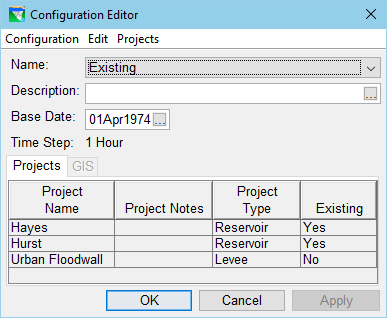 Configuration Editor
Configuration Edit Projects
Name: Existing
Description: ...
Base Date: 01Apr1974 ...
Time Step: 1 Hour
Projects GIS
Project Name Project Notes Project Type Existing
Hayes Reservoir Yes
Hurst Reservoir Yes
Urban Floodwall Levee No
OK Cancel Apply